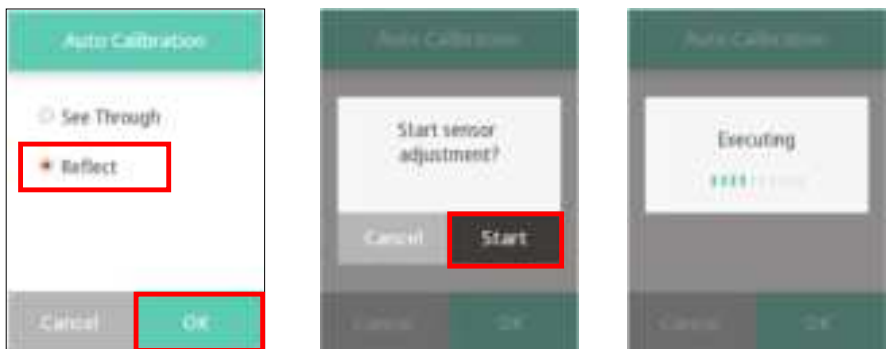 Auto Calibration
See Through
Reflect
Cancel
OK
Auto Calibration
Start sensor
adjustment?
Cancel
Start
Cancel
OK
Auto Calibration
Executing
Cancel
OK